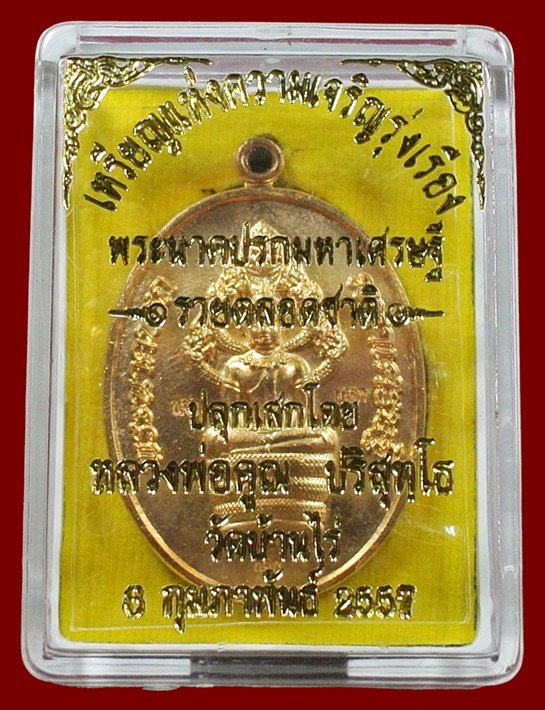 เหรียญแห่งความเจริญรุ่งเรือง
พระนาคปรกมหาเศรษฐี
รวยตลอดชาติ
ปลุกเสกโดย
หลวงพ่อคูณ ปริสุทฺโธ
วัดบ้านไร่
6 กุมภาพันธ์ 2557